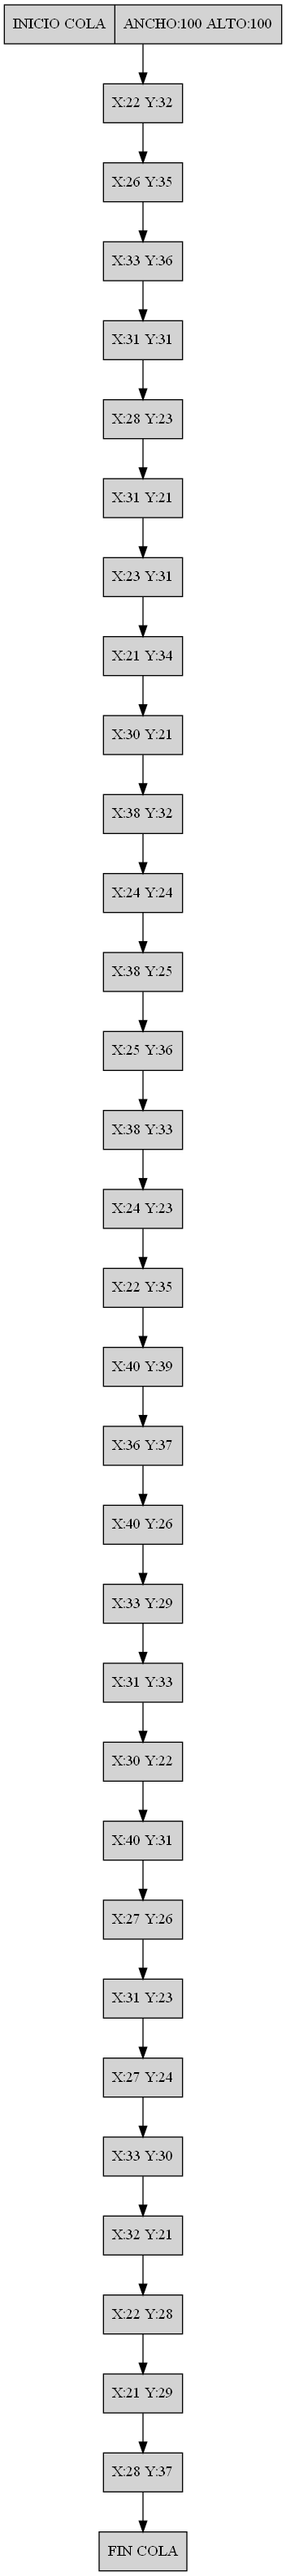 INICIO COLA ANCHO:100 ALTO:100
X:22 Y:32
X:26 Y:35
X:33 Y:36
X:31 Y:31
X:28 Y:23
X:31 Y:21
X:23 Y:31
X:21 Y:34
X:30 Y:21
X:38 Y:32
X:24 Y:24
X:38 Y:25
X:25 Y:36
X:38 Y:33
X:24 Y:23
X:22 Y:35
X:40 Y:39
X:36 Y:37
X:40 Y:26
X:33 Y:29
X:31 Y:33
X:30 Y:22
X:40 Y:31
X:27 Y:26
X:31 Y:23
X:27 Y:24
X:33 Y:30
X:32 Y:21
X:22 Y:28
X:21 Y:29
X:28 Y:37
FIN COLA